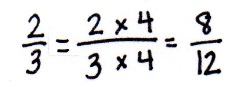 2/3 = (2 × 4)/(3 × 4) = 8/12